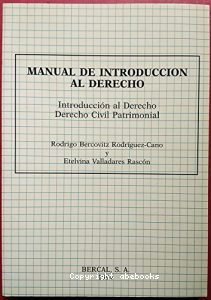 MANUAL DE INTRODUCCION
AL DERECHO
Introducción al Derecho
Derecho Civil Patrimonial
Rodrigo Bercovitz Rodríguez-Cano
y
Etelvina Valladares Rascón
BERCAL, S. A.
Copyright abebooks